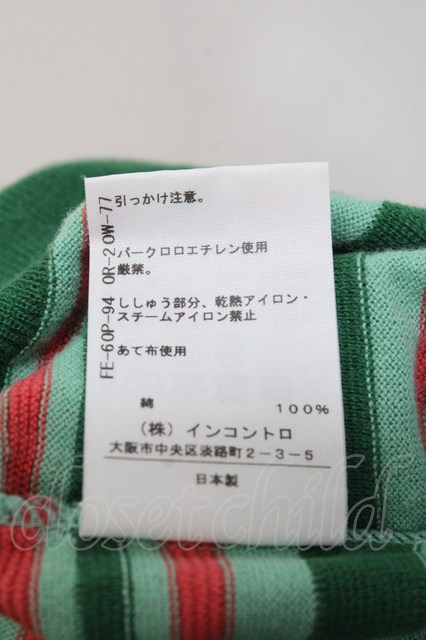 引っかけ注意。
パークロロエチレン使用
厳禁。
ししゅう部分、乾熱アイロン・
スチームアイロン禁止
あて布使用
綿 100%
(株)インコントロ
大阪市中央区淡路町2-3-5
日本製
FE-60P-94 OR-20W-77
closetchild